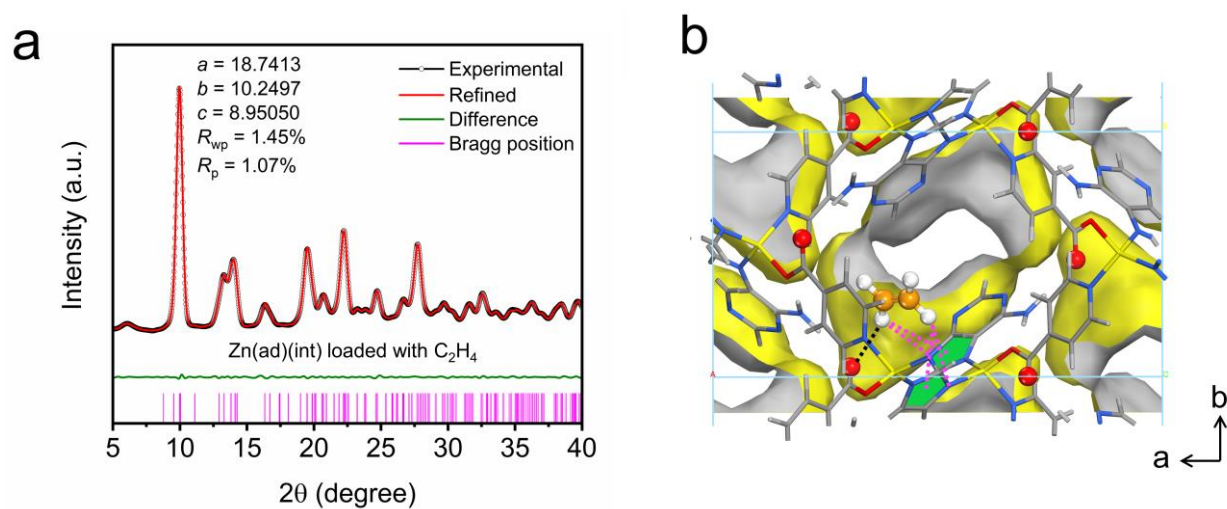 a
a = 18.7413
b = 10.2497
c = 8.95050
Rwp = 1.45%
Rp = 1.07%
Experimental
Refined
Difference
Bragg position
Intensity (a.u.)
Zn(ad)(int) loaded with C2H4
5 10 15 20 25 30 35 40
2θ (degree)
b
b
a